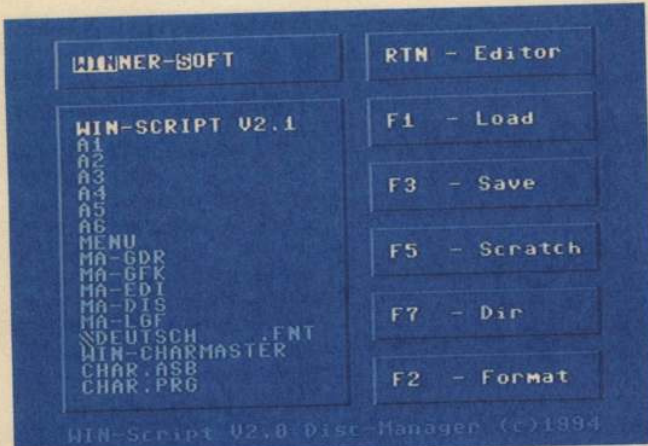 WINNER-SOFT
WIN-SCRIPT V2.1
A1
A2
A3
A4
A5
A6
MENU
MA-GDR
MA-GFK
MA-EDI
MA-DIS
MA-LGF
DEUTSCH .FNT
WIN-CHARMASTER
CHAR.ASB
CHAR.PRG
RTN - Editor
F1 - Load
F3 - Save
F5 - Scratch
F7 - Dir
F2 - Format
WIN-Script V2.0 Disc-Manager (c)1994